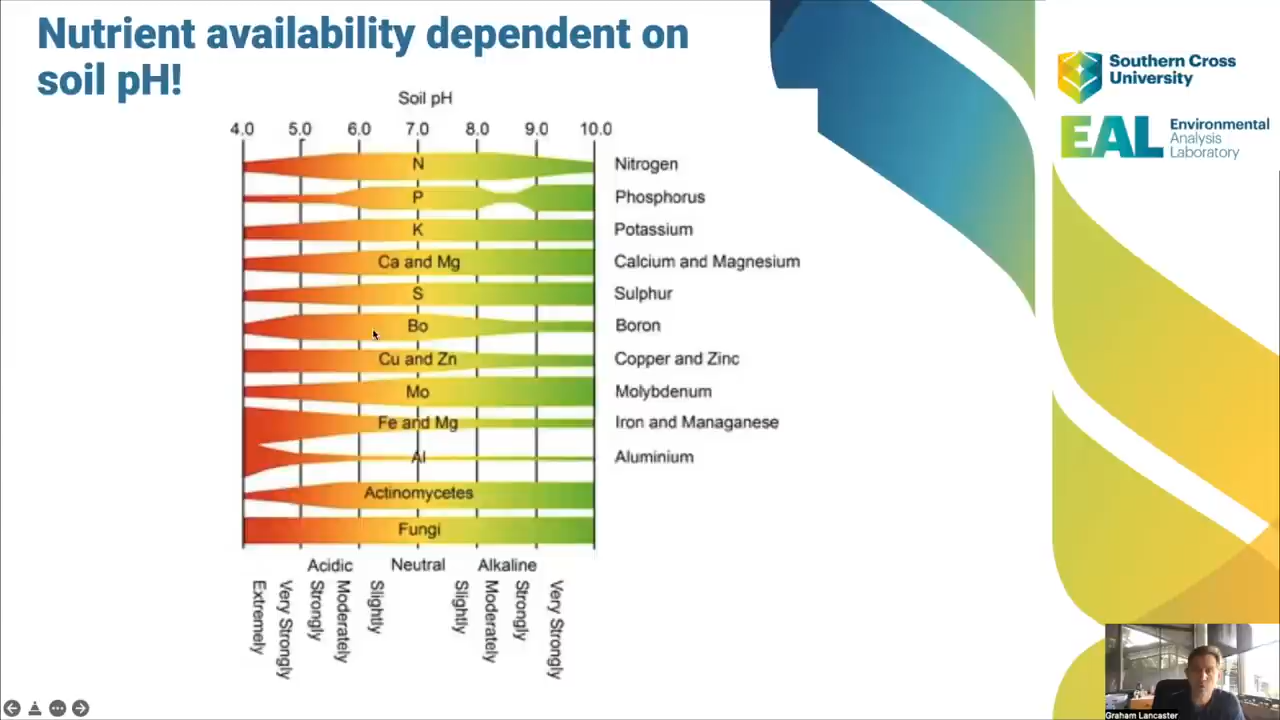 Nutrient availability dependent on
soil pH!
Southern Cross
University
EAL Environmental
Analysis
Laboratory
Soil pH
4.0 5.0 6.0 7.0 8.0 9.0 10.0
N Nitrogen
P Phosphorus
K Potassium
Ca and Mg Calcium and Magnesium
S Sulphur
Bo Boron
Cu and Zn Copper and Zinc
Mo Molybdenum
Fe and Mg Iron and Managanese
Al Aluminium
Actinomycetes
Fungi
Acidic Neutral Alkaline
Extremely
Very Strongly
Strongly
Moderately
Slightly
Slightly
Moderately
Strongly
Very Strongly
Graham Lancaster